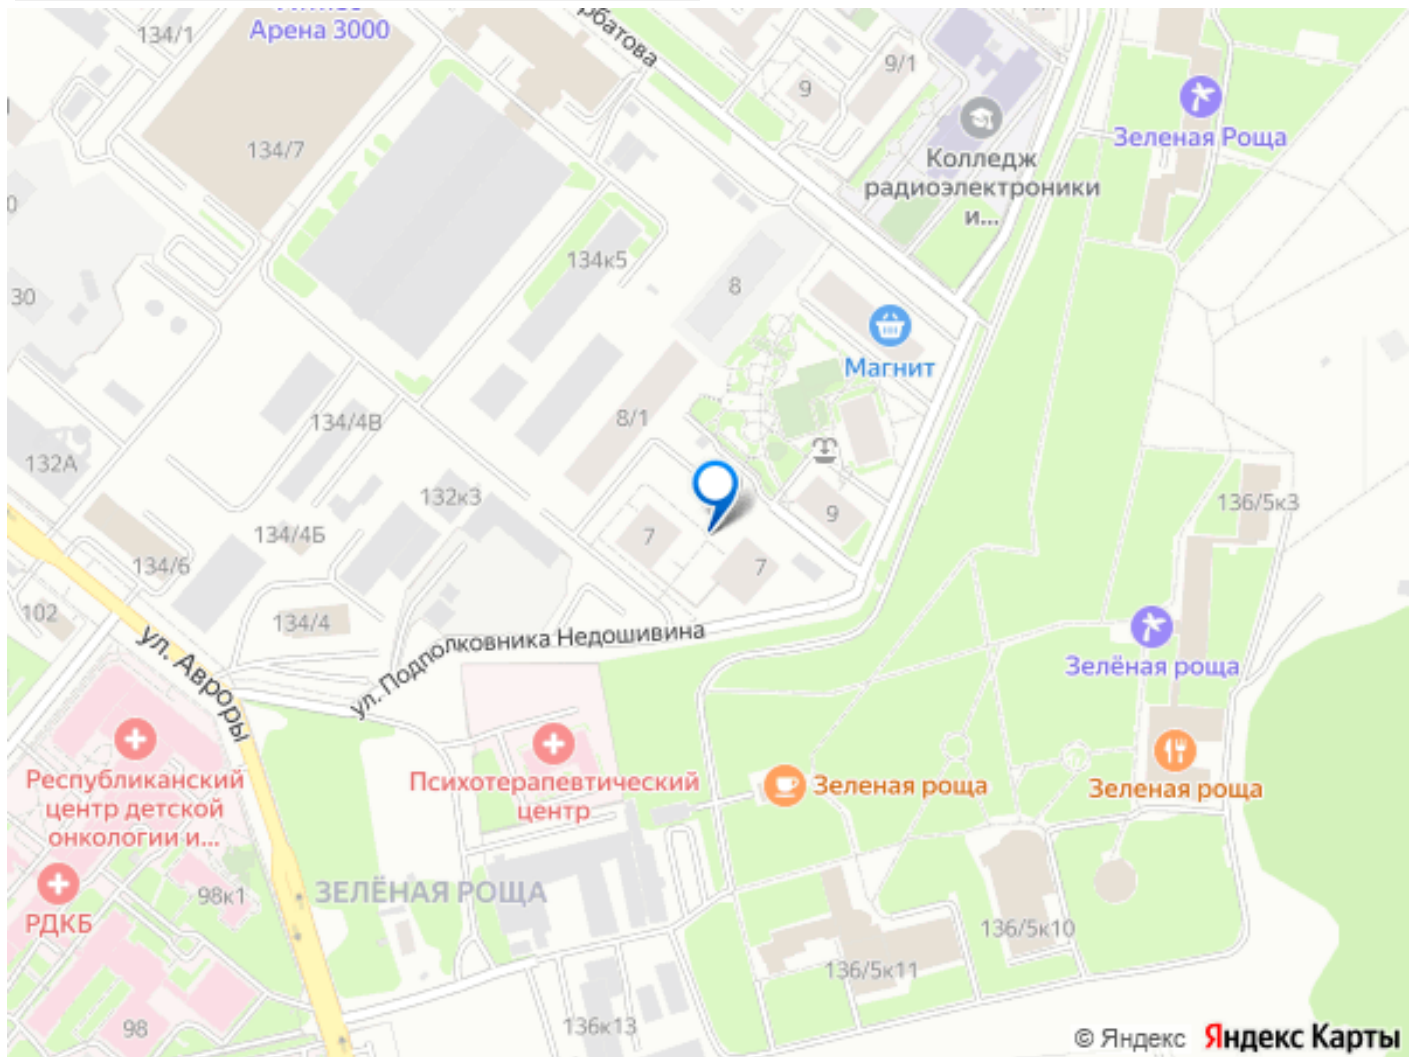 134/1
Арена 3000
рбатова
9/1
9
Зеленая Роща
134/7
Колледж
радиоэлектроники
и...
134к5
8
30
Магнит
134/4В
8/1
132А
132к3
9
136/5к3
134/4Б
7
7
134/6
102
134/4
ул. Подполковника Недошивина
ул. Авроры
Зелёная роща
Республиканский
центр детской
онкологии и...
Психотерапевтический
центр
Зеленая роща
Зеленая роща
98к1
ЗЕЛЁНАЯ РОЩА
РДКБ
136/5к10
136/5к11
98
136к13
© Яндекс Яндекс Карты